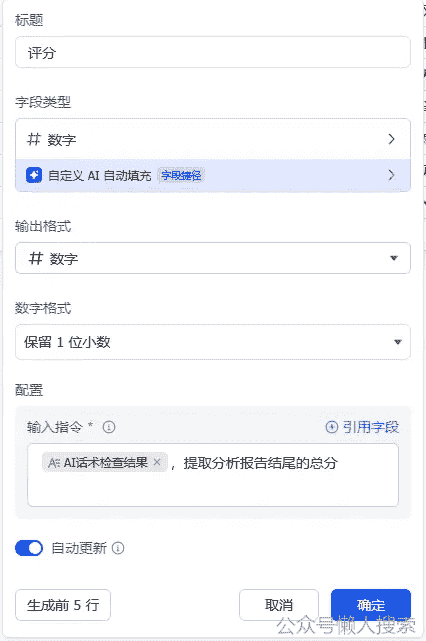 标题
评分
字段类型
数字
自定义 AI 自动填充 字段捷径
输出格式
数字
数字格式
保留 1 位小数
配置
输入指令 * 引用字段
AI话术检查结果 × ，提取分析报告结尾的总分
自动更新
生成前 5 行 取消 确定
公众号懒人搜索